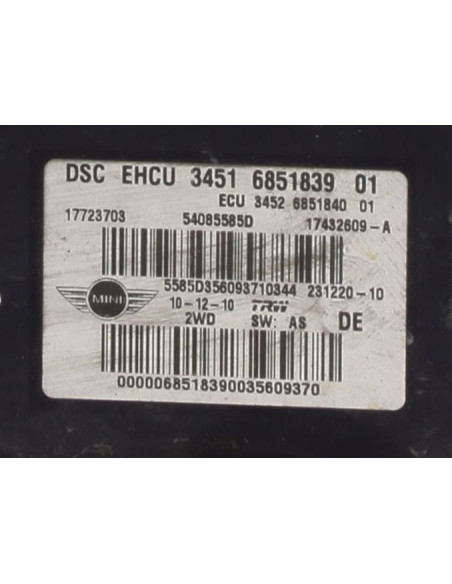 DSC EHCU 3451 6851839 01
ECU 3452 6851840 01
17723703 54085585D 17432609-A
5585D356093710344 231220-10
MINI 10-12-10 TRW
2WD SW: AS DE
0000068518390035609370